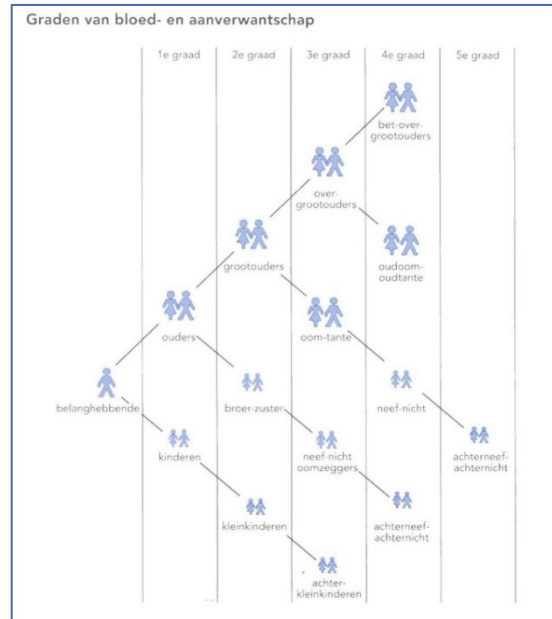 Graden van bloed- en aanverwantschap
1e graad 2e graad 3e graad 4e graad 5e graad
bet-over-
grootouders
over-
grootouders
grootouders
oudoom-
oudtante
ouders
oom-tante
belanghebbende
broer-zuster
neef-nicht
kinderen
neef-nicht
oomzeggers
achterneef-
achternicht
kleinkinderen
achterneef-
achternicht
achter-
kleinkinderen